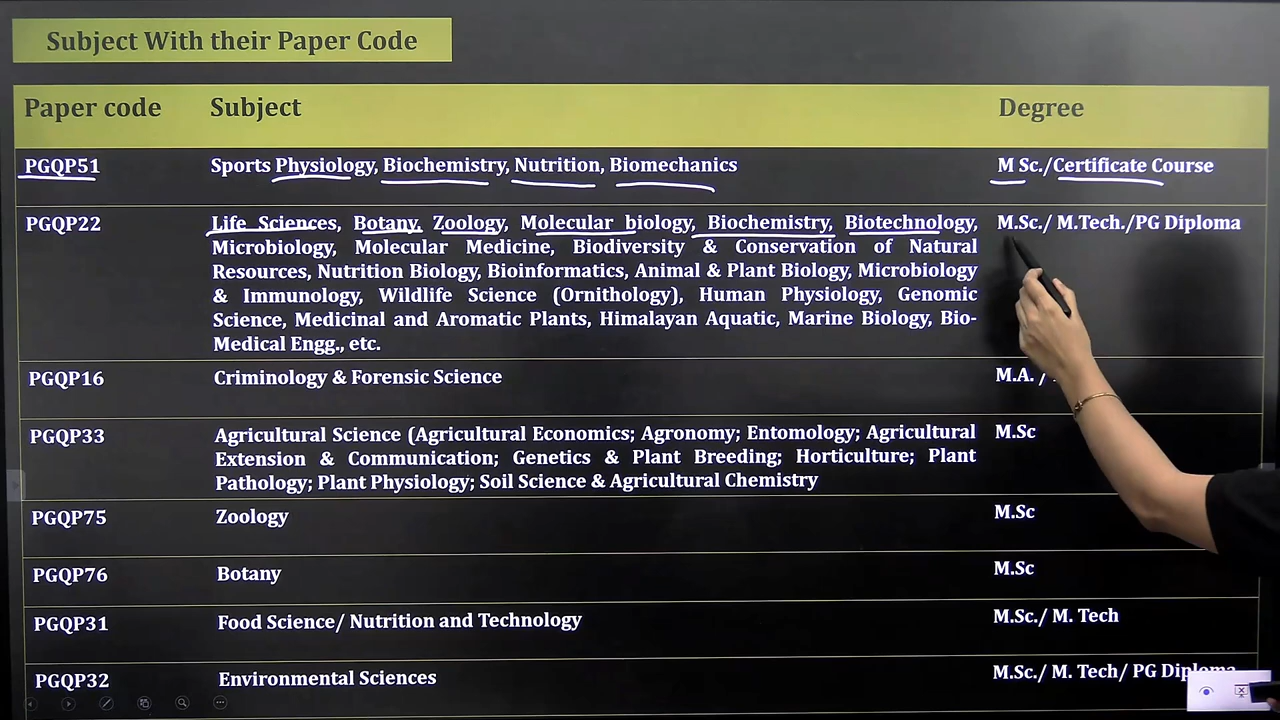 Subject With their Paper Code
Paper code Subject Degree
PGQP51 Sports Physiology, Biochemistry, Nutrition, Biomechanics M Sc./Certificate Course
PGQP22 Life Sciences, Botany, Zoology, Molecular biology, Biochemistry, Biotechnology, M.Sc./ M.Tech./PG Diploma
Microbiology, Molecular Medicine, Biodiversity & Conservation of Natural
Resources, Nutrition Biology, Bioinformatics, Animal & Plant Biology, Microbiology
& Immunology, Wildlife Science (Ornithology), Human Physiology, Genomic
Science, Medicinal and Aromatic Plants, Himalayan Aquatic, Marine Biology, Bio-
Medical Engg., etc.
PGQP16 Criminology & Forensic Science M.A. /
PGQP33 Agricultural Science (Agricultural Economics; Agronomy; Entomology; Agricultural M.Sc
Extension & Communication; Genetics & Plant Breeding; Horticulture; Plant
Pathology; Plant Physiology; Soil Science & Agricultural Chemistry
PGQP75 Zoology M.Sc
PGQP76 Botany M.Sc
PGQP31 Food Science/ Nutrition and Technology M.Sc./ M. Tech
PGQP32 Environmental Sciences M.Sc./ M. Tech/ PG Diploma